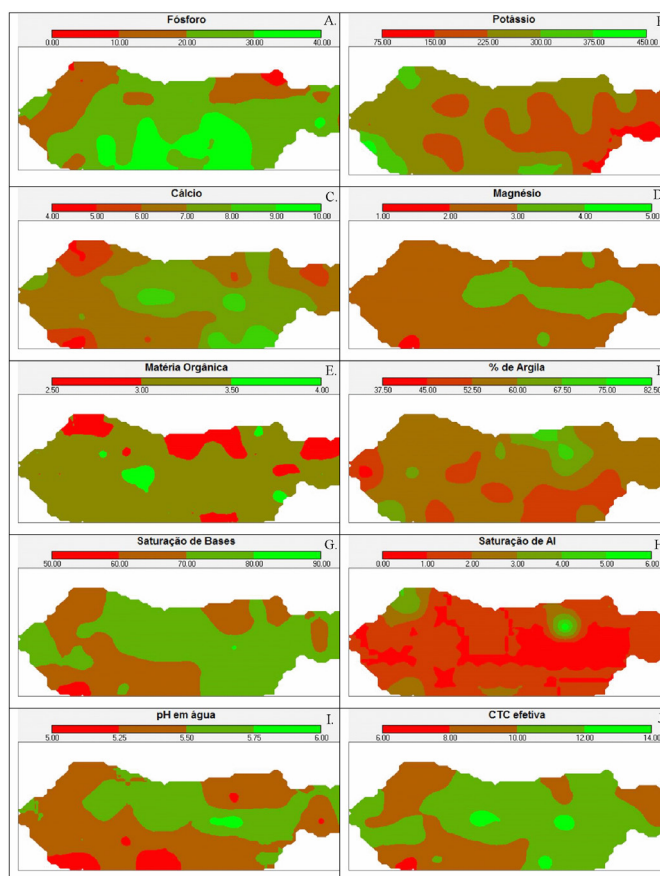 Fósforo A.
0.00 10.00 20.00 30.00 40.00
Potássio
75.00 150.00 225.00 300.00 375.00 450.00
Càlcio C.
4.00 5.00 6.00 7.00 8.00 9.00 10.00
Magnésio D.
1.00 2.00 3.00 4.00 5.00
Matéria Orgânica E.
2.50 3.00 3.50 4.00
% de Argila
37.50 45.00 52.50 60.00 67.50 75.00 82.50
Saturação de Bases G.
50.00 60.00 70.00 80.00 90.00
Saturação de Al
0.00 1.00 2.00 3.00 4.00 5.00 6.00
pH em água I.
5.00 5.25 5.50 5.75 6.00
CTC efetiva
6.00 8.00 10.00 12.00 14.00